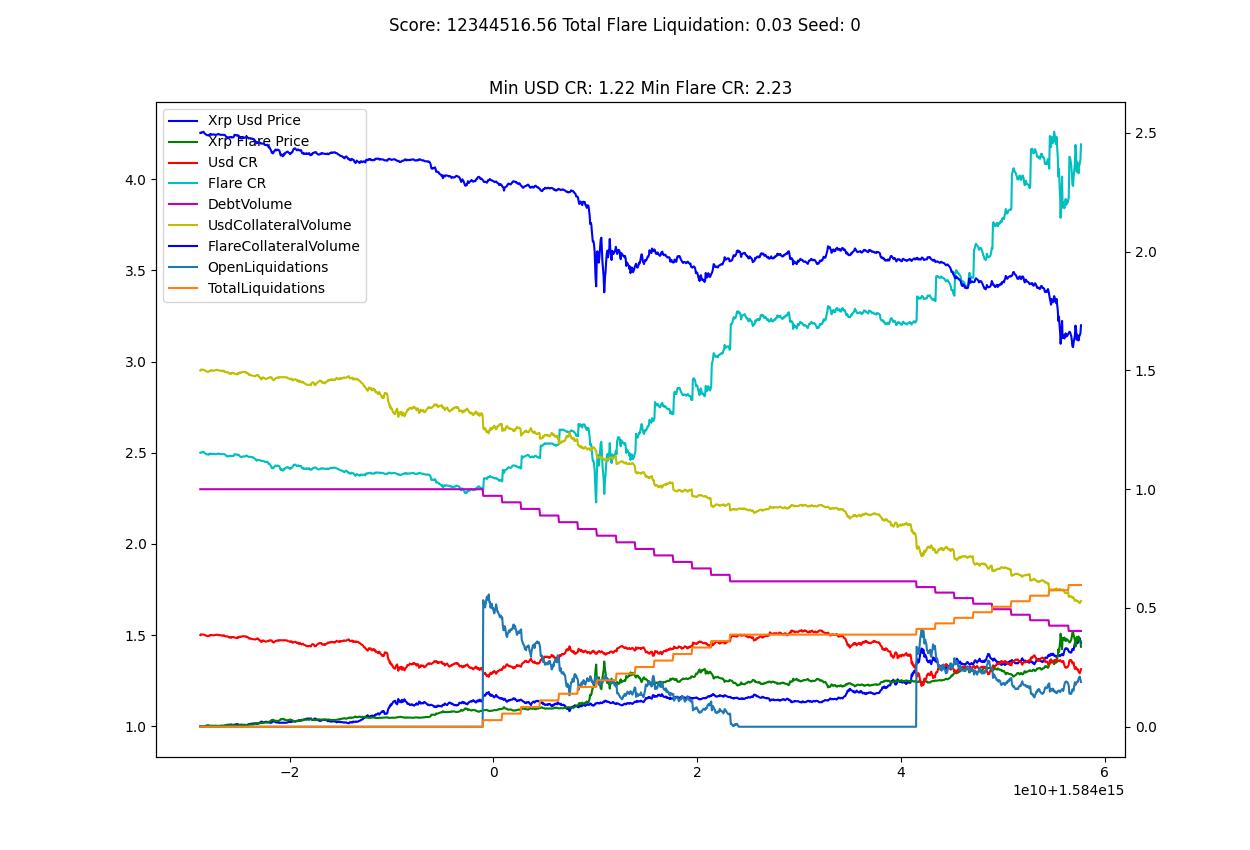 Score: 12344516.56 Total Flare Liquidation: 0.03 Seed: 0
Min USD CR: 1.22 Min Flare CR: 2.23
Xrp Usd Price
Xrp Flare Price
Usd CR
Flare CR
DebtVolume
UsdCollateralVolume
FlareCollateralVolume
OpenLiquidations
TotalLiquidations
4.0
3.5
3.0
2.5
2.0
1.5
1.0
2.5
2.0
1.5
1.0
0.5
0.0
−2
0
2
4
6
1e10+1.584e15